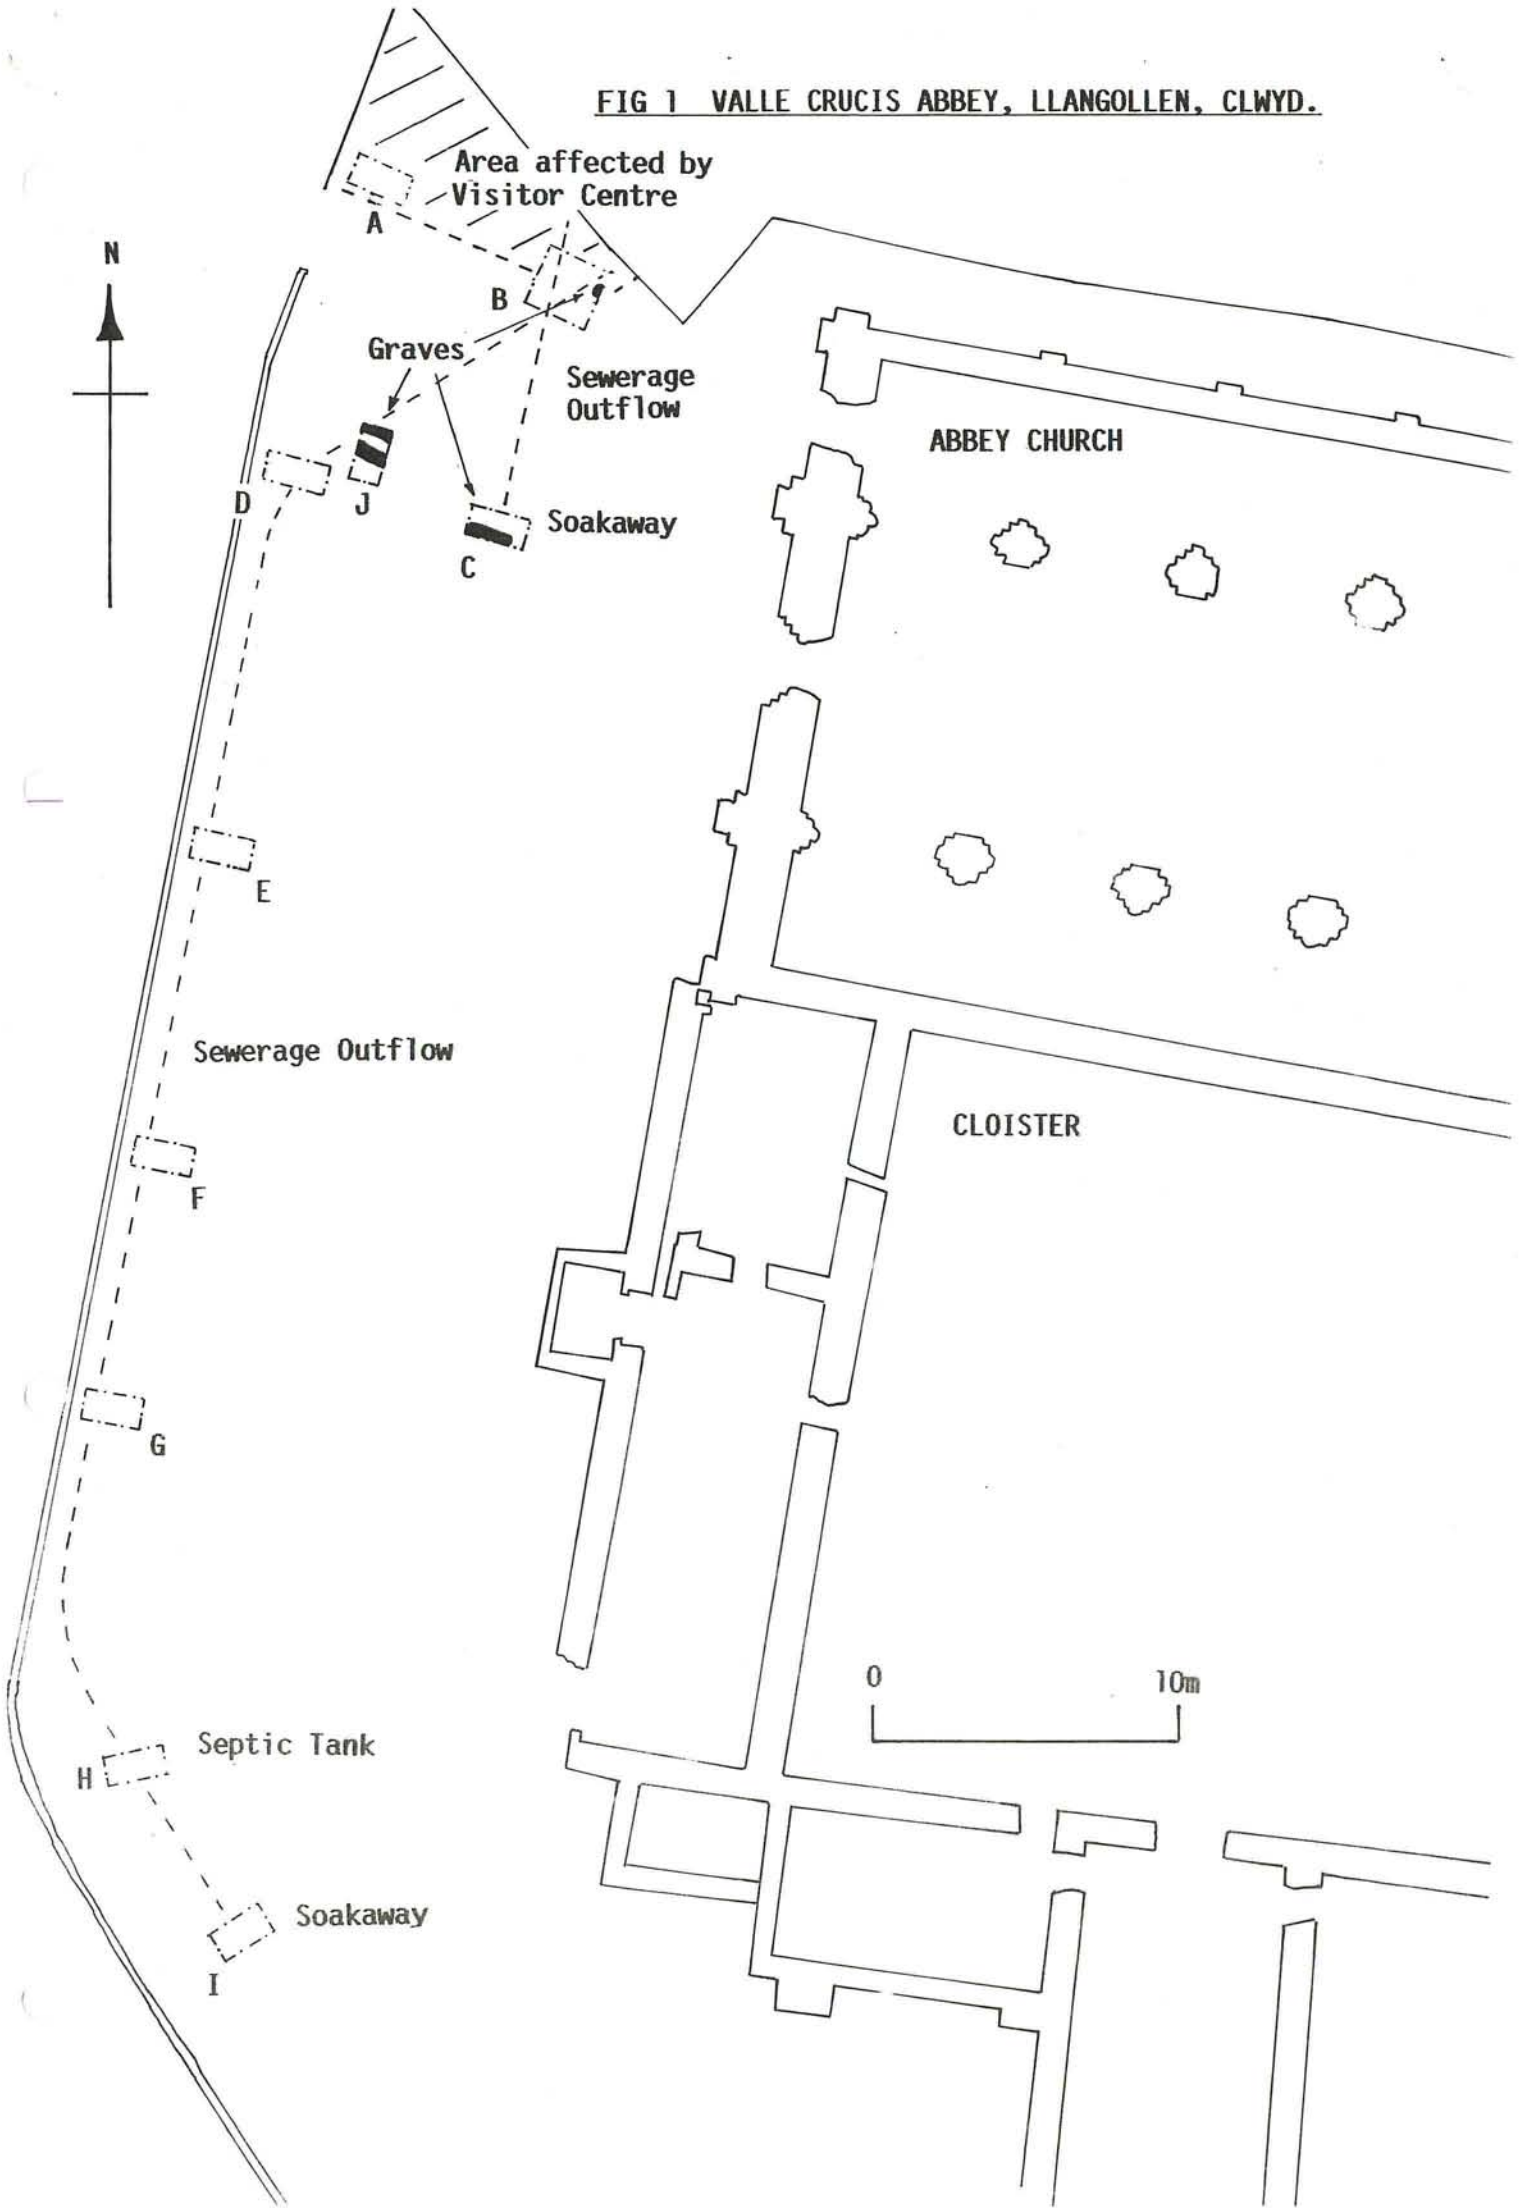 FIG 1 VALLE CRUCIS ABBEY, LLANGOLLEN, CLWYD.
Area affected by
Visitor Centre
A
N
B
Graves
Sewerage
Outflow
ABBEY CHURCH
D
J
Soakaway
C
E
Sewerage Outflow
CLOISTER
F
G
0
10m
Septic Tank
H
Soakaway
I